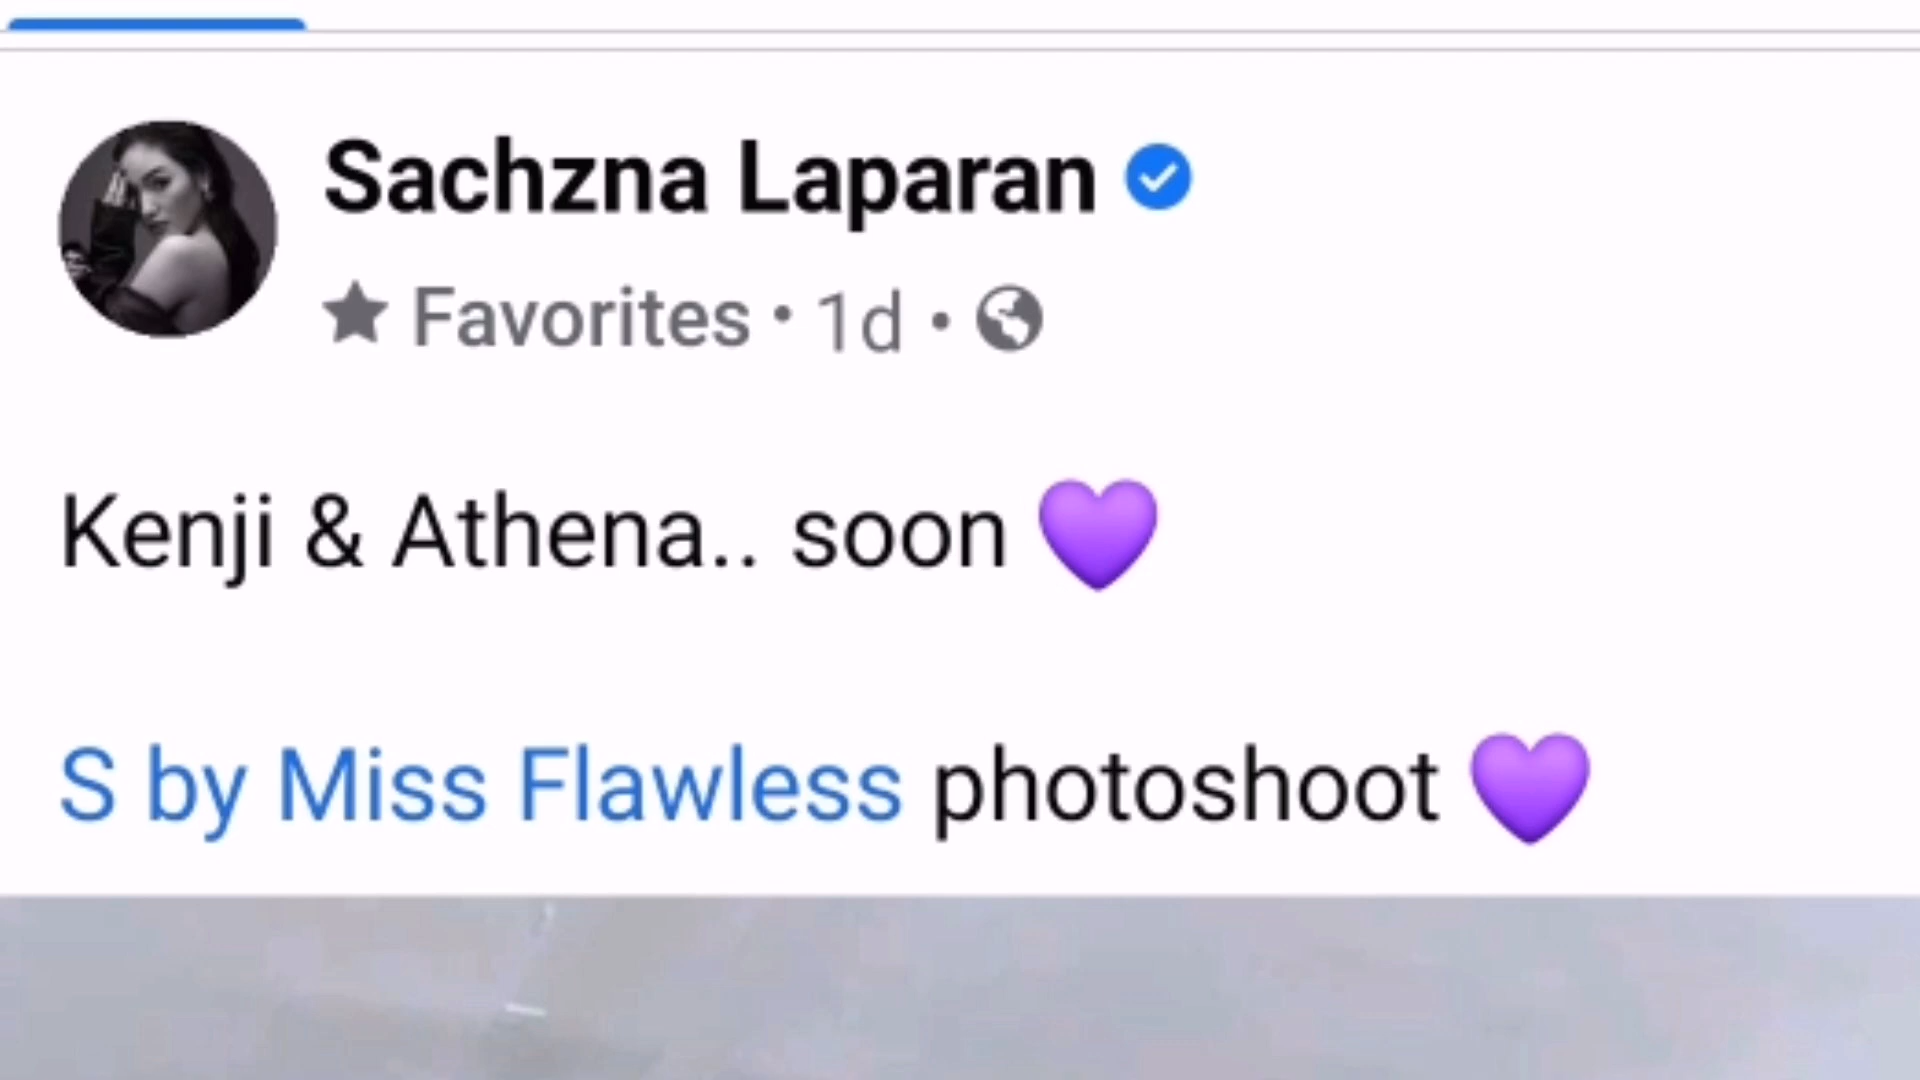 Sachzna Laparan
Favorites · 1d ·
Kenji & Athena.. soon 💜
S by Miss Flawless photoshoot 💜